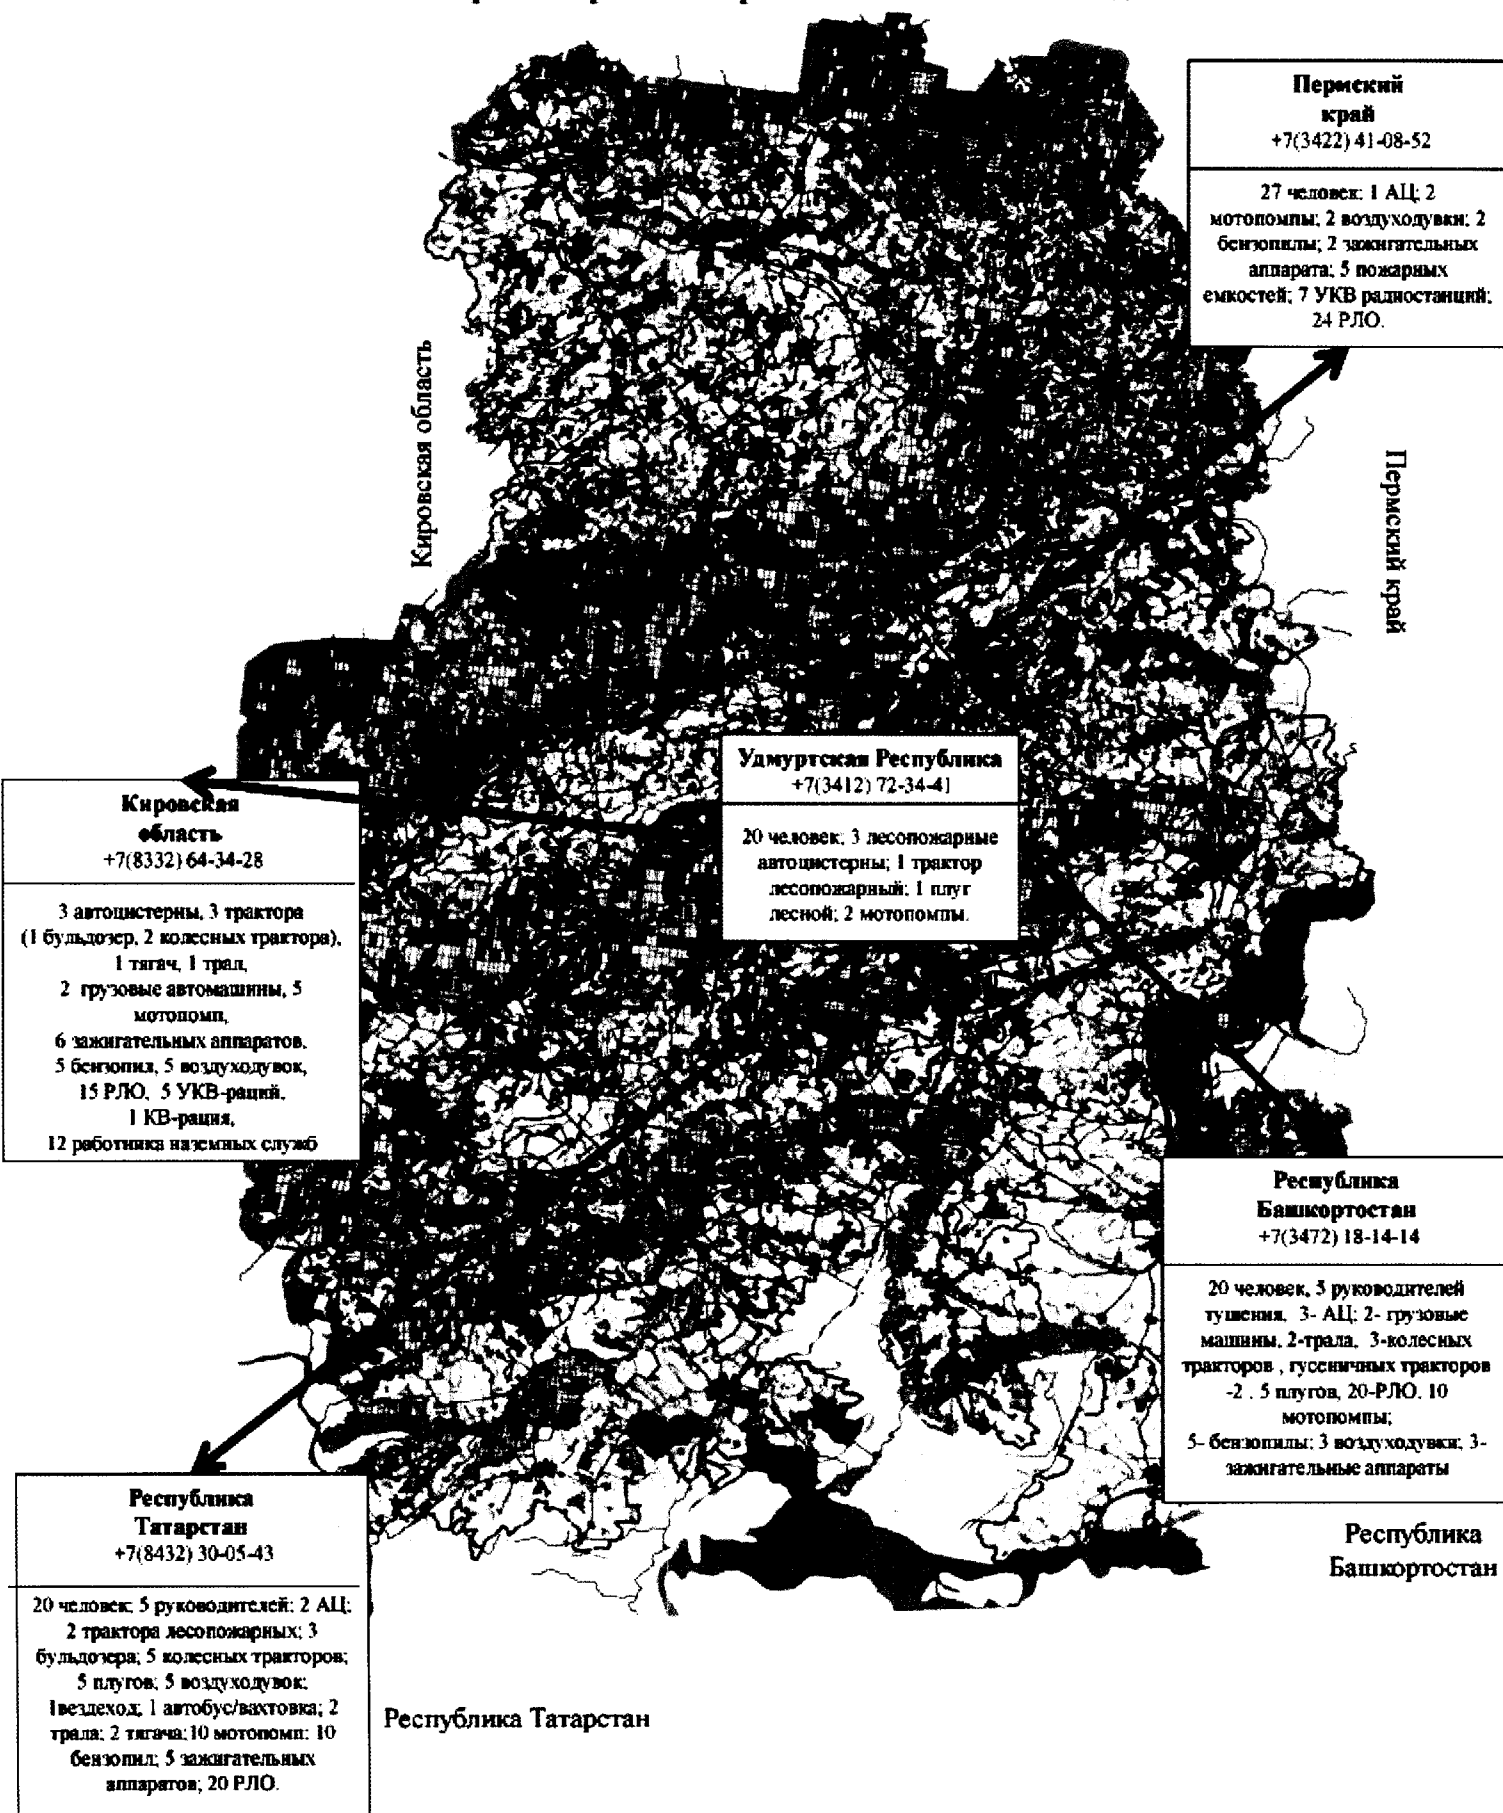 Пермский
край
+7(3422) 41-08-52
27 человек; 1 АЦ; 2
мотопомпы; 2 воздуходувки; 2
бензопилы; 2 зажигательных
аппарата; 5 пожарных
емкостей; 7 УКВ радиостанций;
24 РЛО.
Кировская область
Пермский край
Удмуртская Республика
+7(3412) 72-34-41
20 человек; 3 лесопожарные
автоцистерны; 1 трактор
лесопожарный; 1 плуг
лесной; 2 мотопомпы.
Кировская
область
+7(8332) 64-34-28
3 автоцистерны, 3 трактора
(1 бульдозер, 2 колесных трактора),
1 тягач, 1 трал,
2 грузовые автомашины, 5
мотопомп,
6 зажигательных аппаратов,
5 бензопил, 5 воздуходувок,
15 РЛО, 5 УКВ-раций,
1 КВ-рация,
12 работника наземных служб
Республика
Башкортостан
+7(3472) 18-14-14
20 человек, 5 руководителей
тушения, 3- АЦ; 2- грузовые
машины, 2-трала, 3-колесных
тракторов , гусеничных тракторов
-2 , 5 плугов, 20-РЛО, 10
мотопомпы;
5- бензопилы; 3 воздуходувки; 3-
зажигательные аппараты
Республика
Башкортостан
Республика
Татарстан
+7(8432) 30-05-43
20 человек; 5 руководителей; 2 АЦ;
2 трактора лесопожарных; 3
бульдозера; 5 колесных тракторов;
5 плугов; 5 воздуходувок;
1вездеход; 1 автобус/вахтовка; 2
трала; 2 тягача;10 мотопомп; 10
бензопил; 5 зажигательных
аппаратов; 20 РЛО.
Республика Татарстан